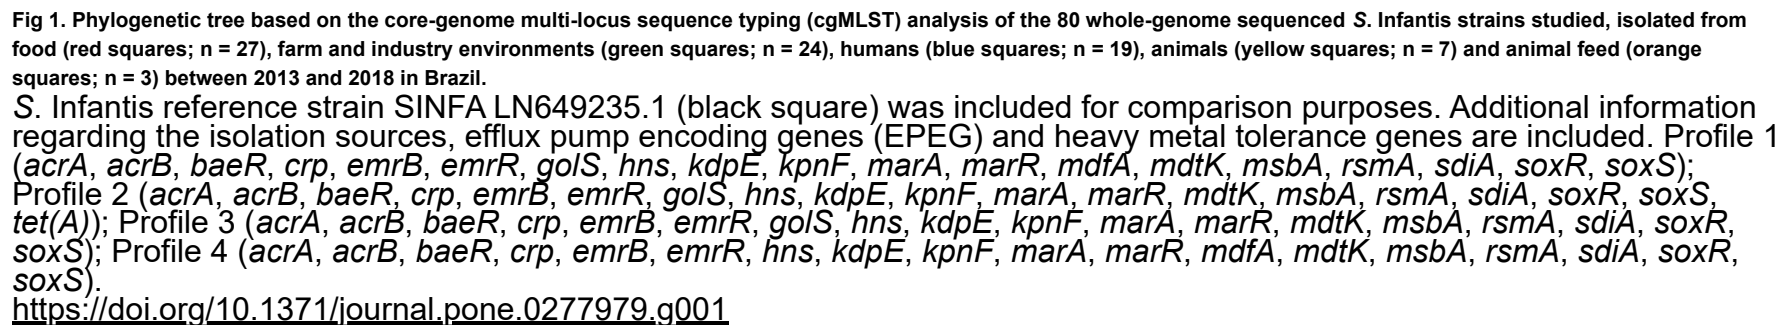 Fig 1. Phylogenetic tree based on the core-genome multi-locus sequence typing (cgMLST) analysis of the 80 whole-genome sequenced S. Infantis strains studied, isolated from
food (red squares; n = 27), farm and industry environments (green squares; n = 24), humans (blue squares; n = 19), animals (yellow squares; n = 7) and animal feed (orange
squares; n = 3) between 2013 and 2018 in Brazil.
S. Infantis reference strain SINFA LN649235.1 (black square) was included for comparison purposes. Additional information
regarding the isolation sources, efflux pump encoding genes (EPEG) and heavy metal tolerance genes are included. Profile 1
(acrA, acrB, baeR, crp, emrB, emrR, golS, hns, kdpE, kpnF, marA, marR, mdfA, mdtK, msbA, rsmA, sdiA, soxR, soxS);
Profile 2 (acrA, acrB, baeR, crp, emrB, emrR, golS, hns, kdpE, kpnF, marA, marR, mdtK, msbA, rsmA, sdiA, soxR, soxS,
tet(A)); Profile 3 (acrA, acrB, baeR, crp, emrB, emrR, golS, hns, kdpE, kpnF, marA, marR, mdtK, msbA, rsmA, sdiA, soxR,
soxS); Profile 4 (acrA, acrB, baeR, crp, emrB, emrR, hns, kdpE, kpnF, marA, marR, mdfA, mdtK, msbA, rsmA, sdiA, soxR,
soxS).
https://doi.org/10.1371/journal.pone.0277979.g001